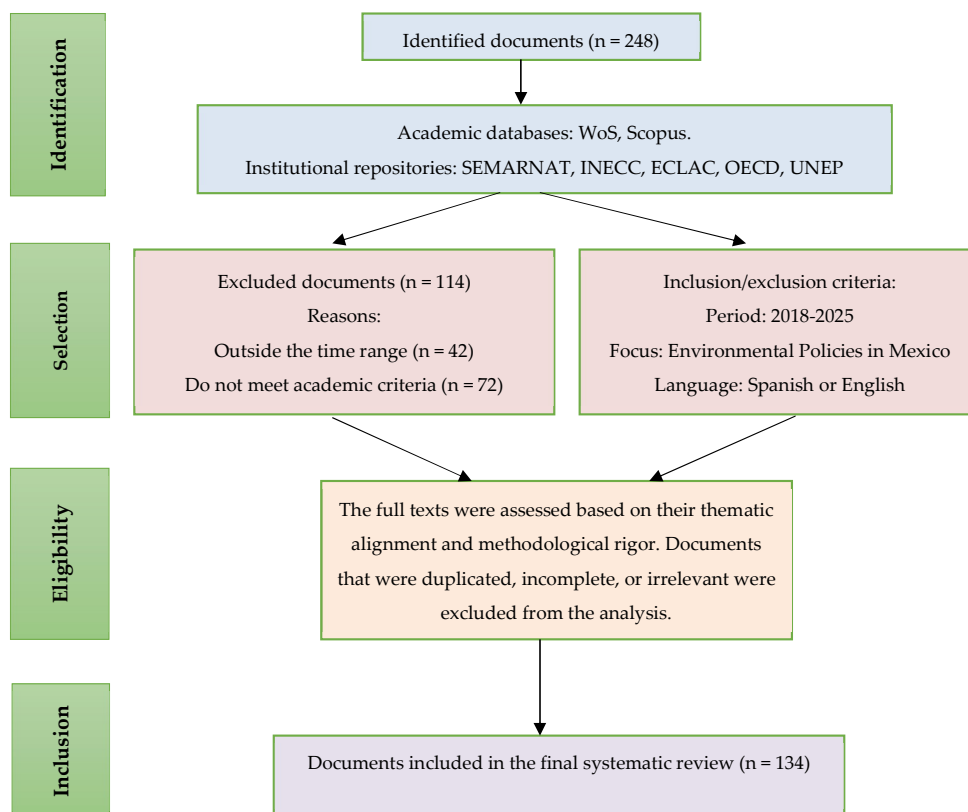 Identification
Identified documents (n = 248)
Academic databases: WoS, Scopus.
Institutional repositories: SEMARNAT, INECC, ECLAC, OECD, UNEP
Selection
Excluded documents (n = 114)
Reasons:
Outside the time range (n = 42)
Do not meet academic criteria (n = 72)
Inclusion/exclusion criteria:
Period: 2018-2025
Focus: Environmental Policies in Mexico
Language: Spanish or English
Eligibility
The full texts were assessed based on their thematic
alignment and methodological rigor. Documents
that were duplicated, incomplete, or irrelevant were
excluded from the analysis.
Inclusion
Documents included in the final systematic review (n = 134)